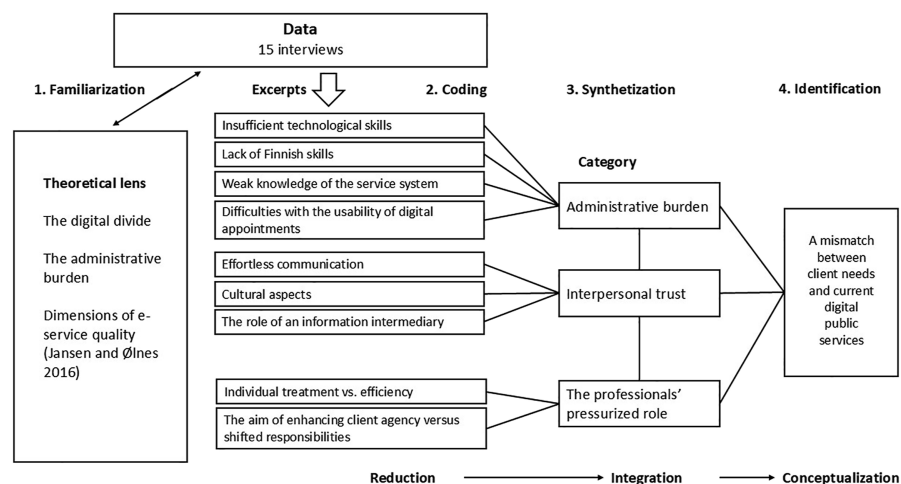 Data
15 interviews
1. Familiarization
Excerpts
2. Coding
3. Synthetization
4. Identification
Theoretical lens
The digital divide
The administrative
burden
Dimensions of e-
service quality
(Jansen and Ølnes
2016)
Insufficient technological skills
Lack of Finnish skills
Weak knowledge of the service system
Difficulties with the usability of digital
appointments
Effortless communication
Cultural aspects
The role of an information intermediary
Individual treatment vs. efficiency
The aim of enhancing client agency versus
shifted responsibilities
Category
Administrative burden
Interpersonal trust
The professionals'
pressurized role
A mismatch
between
client needs
and current
digital
public
services
Reduction
Integration
Conceptualization